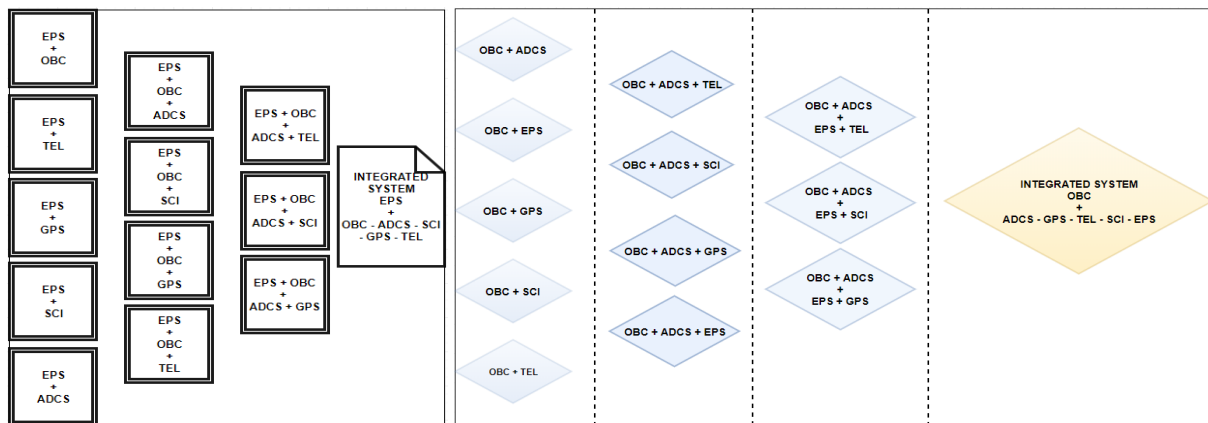 EPS
+
OBC
EPS
+
TEL
EPS
+
GPS
EPS
+
SCI
EPS
+
ADCS
EPS
+
OBC
+
ADCS
EPS
+
OBC
+
SCI
EPS
+
OBC
+
GPS
EPS
+
OBC
+
TEL
EPS + OBC
+
ADCS + TEL
EPS + OBC
+
ADCS + SCI
EPS + OBC
+
ADCS + GPS
INTEGRATED
SYSTEM
EPS
+
OBC - ADCS - SCI
- GPS - TEL
OBC + ADCS
OBC + EPS
OBC + GPS
OBC + SCI
OBC + TEL
OBC + ADCS + TEL
OBC + ADCS + SCI
OBC + ADCS + GPS
OBC + ADCS + EPS
OBC + ADCS
+
EPS + TEL
OBC + ADCS
+
EPS + SCI
OBC + ADCS
+
EPS + GPS
INTEGRATED SYSTEM
OBC
+
ADCS - GPS - TEL - SCI - EPS